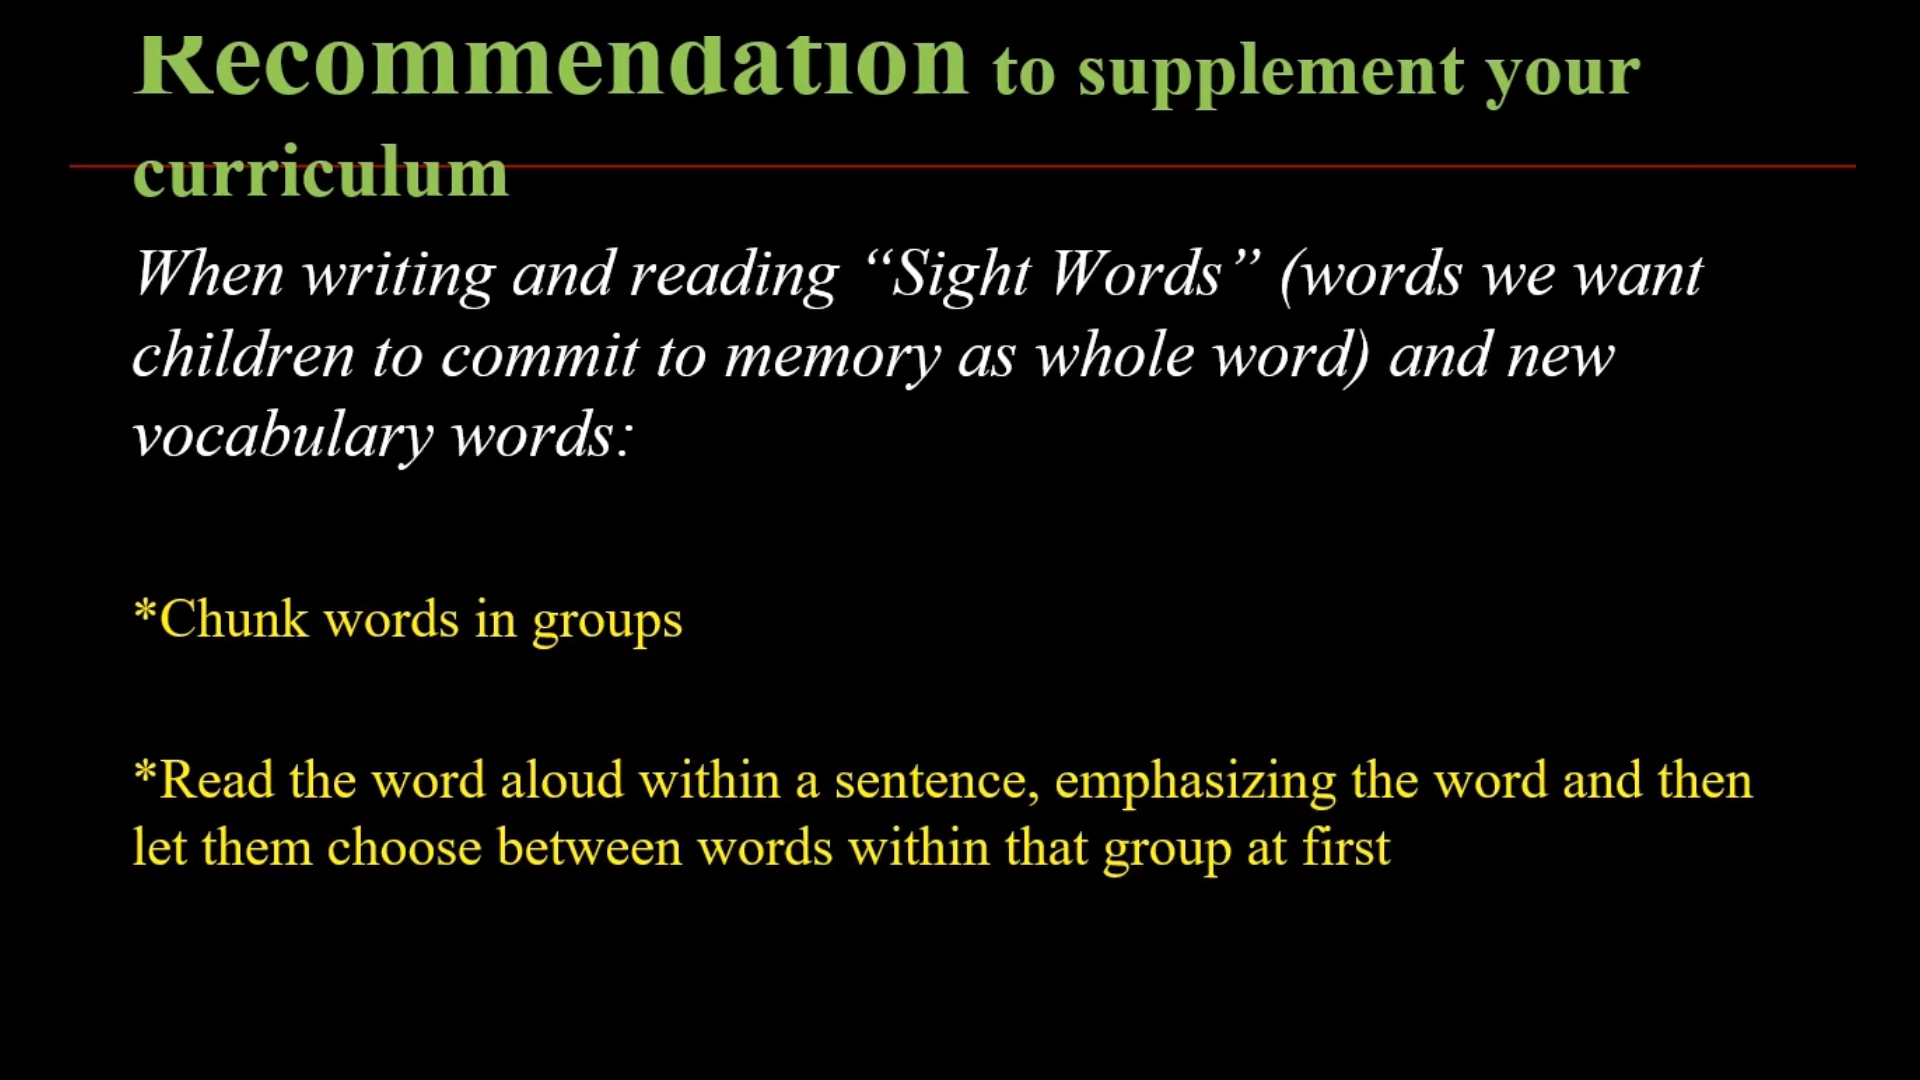 Recommendation to supplement your
curriculum
When writing and reading “Sight Words” (words we want
children to commit to memory as whole word) and new
vocabulary words:
*Chunk words in groups
*Read the word aloud within a sentence, emphasizing the word and then
let them choose between words within that group at first